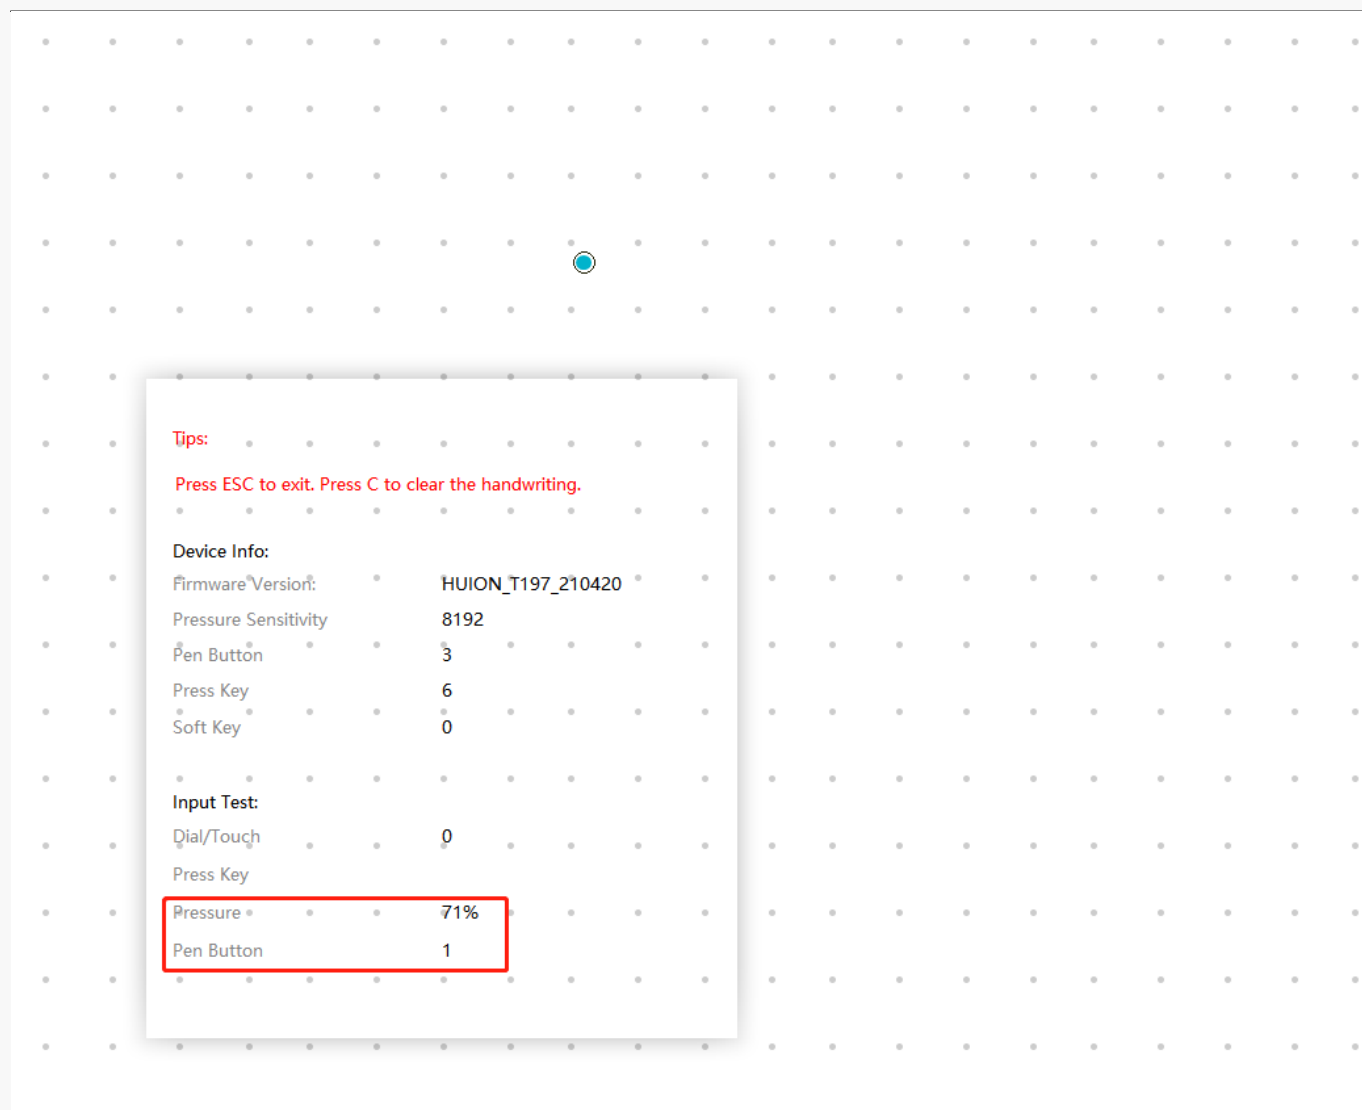 Tips:
Press ESC to exit. Press C to clear the handwriting.
Device Info:
Firmware Version: HUION_T197_210420
Pressure Sensitivity 8192
Pen Button 3
Press Key 6
Soft Key 0
Input Test:
Dial/Touch 0
Press Key
Pressure 71%
Pen Button 1